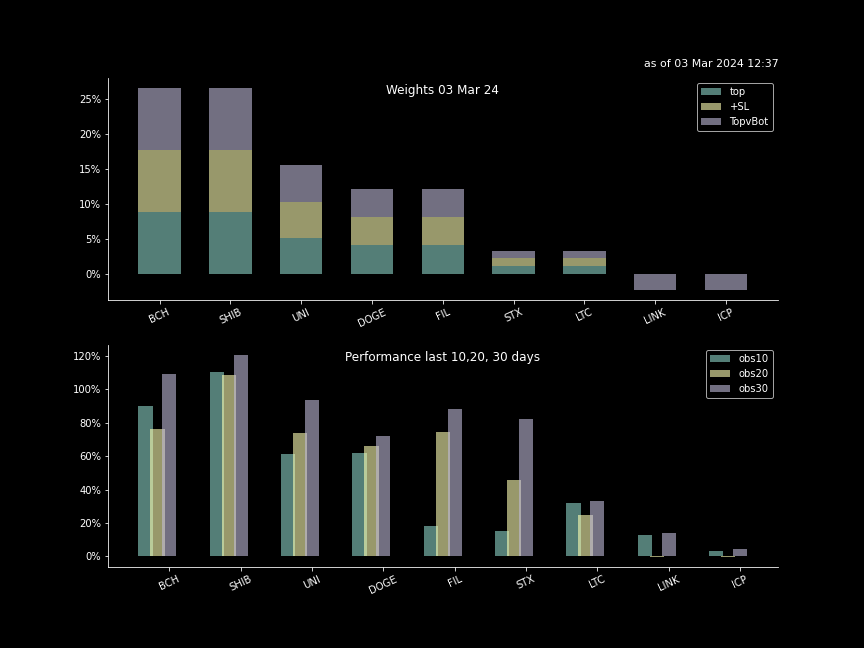 as of 03 Mar 2024 12:37
Weights 03 Mar 24
top
+SL
TopvBot
25%
20%
15%
10%
5%
0%
BCH SHIB UNI DOGE FIL STX LTC LINK ICP
Performance last 10,20, 30 days
obs10
obs20
obs30
120%
100%
80%
60%
40%
20%
0%
BCH SHIB UNI DOGE FIL STX LTC LINK ICP